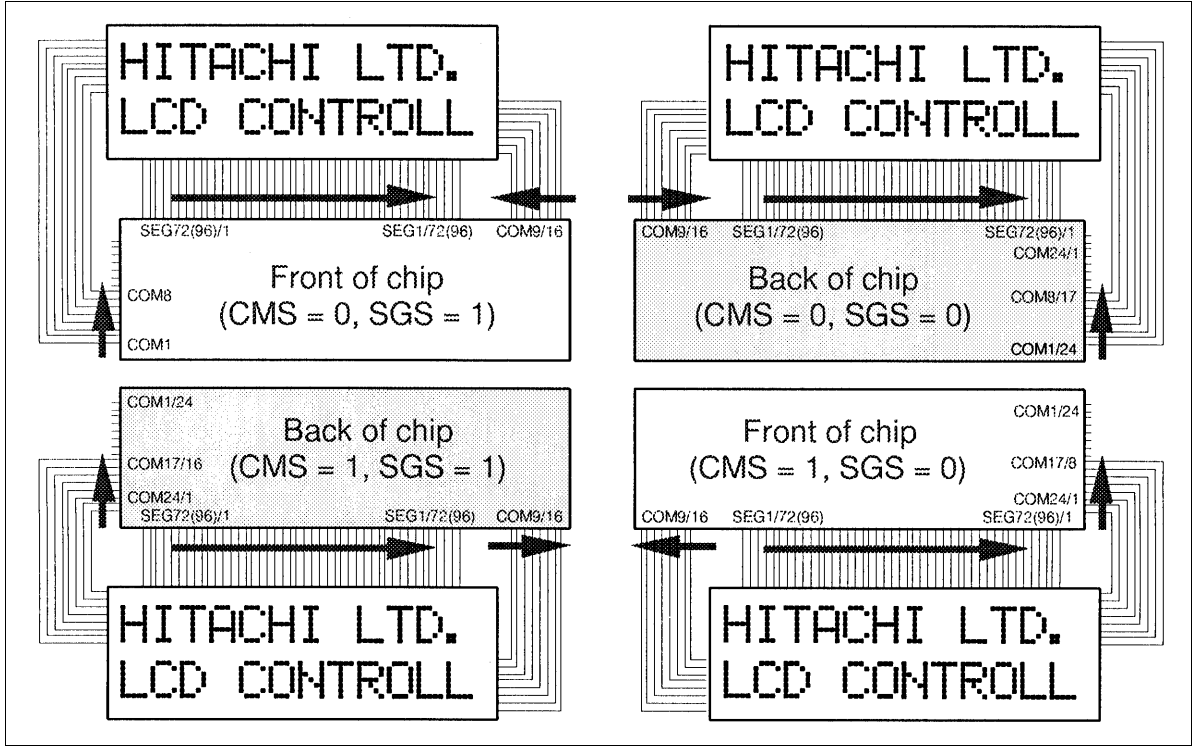 HITACHI LTD.
LCD CONTROLL
SEG72(96)/1 SEG1/72(96) COM9/16
COM8
COM1
Front of chip
(CMS = 0, SGS = 1)
HITACHI LTD.
LCD CONTROLL
COM9/16 SEG1/72(96) SEG72(96)/1
COM24/1
COM8/17
COM1/24
Back of chip
(CMS = 0, SGS = 0)
COM1/24
COM17/16
COM24/1
Back of chip
(CMS = 1, SGS = 1)
SEG72(96)/1 SEG1/72(96) COM9/16
HITACHI LTD.
LCD CONTROLL
COM1/24
COM17/8
COM24/1
Front of chip
(CMS = 1, SGS = 0)
COM9/16 SEG1/72(96) SEG72(96)/1
HITACHI LTD.
LCD CONTROLL